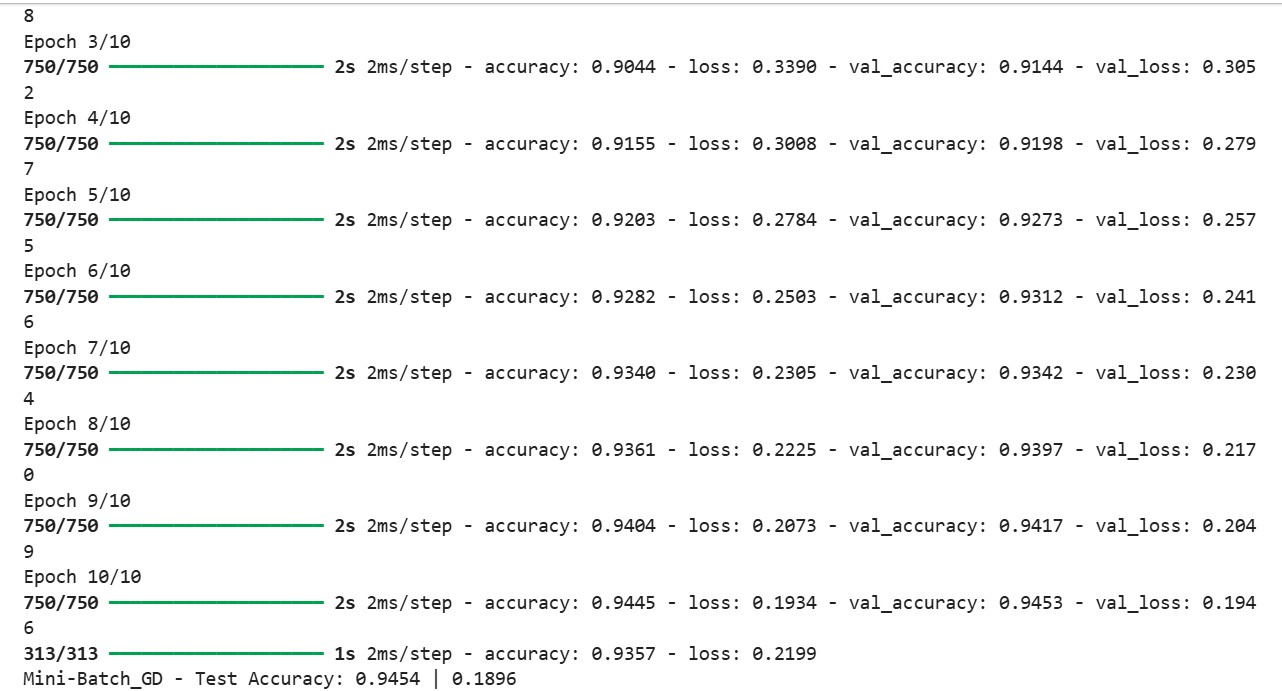 8
Epoch 3/10
750/750 ━━━━━━━━━━━━━━━━━━━━ 2s 2ms/step - accuracy: 0.9044 - loss: 0.3390 - val_accuracy: 0.9144 - val_loss: 0.305
2
Epoch 4/10
750/750 ━━━━━━━━━━━━━━━━━━━━ 2s 2ms/step - accuracy: 0.9155 - loss: 0.3008 - val_accuracy: 0.9198 - val_loss: 0.279
7
Epoch 5/10
750/750 ━━━━━━━━━━━━━━━━━━━━ 2s 2ms/step - accuracy: 0.9203 - loss: 0.2784 - val_accuracy: 0.9273 - val_loss: 0.257
5
Epoch 6/10
750/750 ━━━━━━━━━━━━━━━━━━━━ 2s 2ms/step - accuracy: 0.9282 - loss: 0.2503 - val_accuracy: 0.9312 - val_loss: 0.241
6
Epoch 7/10
750/750 ━━━━━━━━━━━━━━━━━━━━ 2s 2ms/step - accuracy: 0.9340 - loss: 0.2305 - val_accuracy: 0.9342 - val_loss: 0.230
4
Epoch 8/10
750/750 ━━━━━━━━━━━━━━━━━━━━ 2s 2ms/step - accuracy: 0.9361 - loss: 0.2225 - val_accuracy: 0.9397 - val_loss: 0.217
0
Epoch 9/10
750/750 ━━━━━━━━━━━━━━━━━━━━ 2s 2ms/step - accuracy: 0.9404 - loss: 0.2073 - val_accuracy: 0.9417 - val_loss: 0.204
9
Epoch 10/10
750/750 ━━━━━━━━━━━━━━━━━━━━ 2s 2ms/step - accuracy: 0.9445 - loss: 0.1934 - val_accuracy: 0.9453 - val_loss: 0.194
6
313/313 ━━━━━━━━━━━━━━━━━━━━ 1s 2ms/step - accuracy: 0.9357 - loss: 0.2199
Mini-Batch_GD - Test Accuracy: 0.9454 | 0.1896